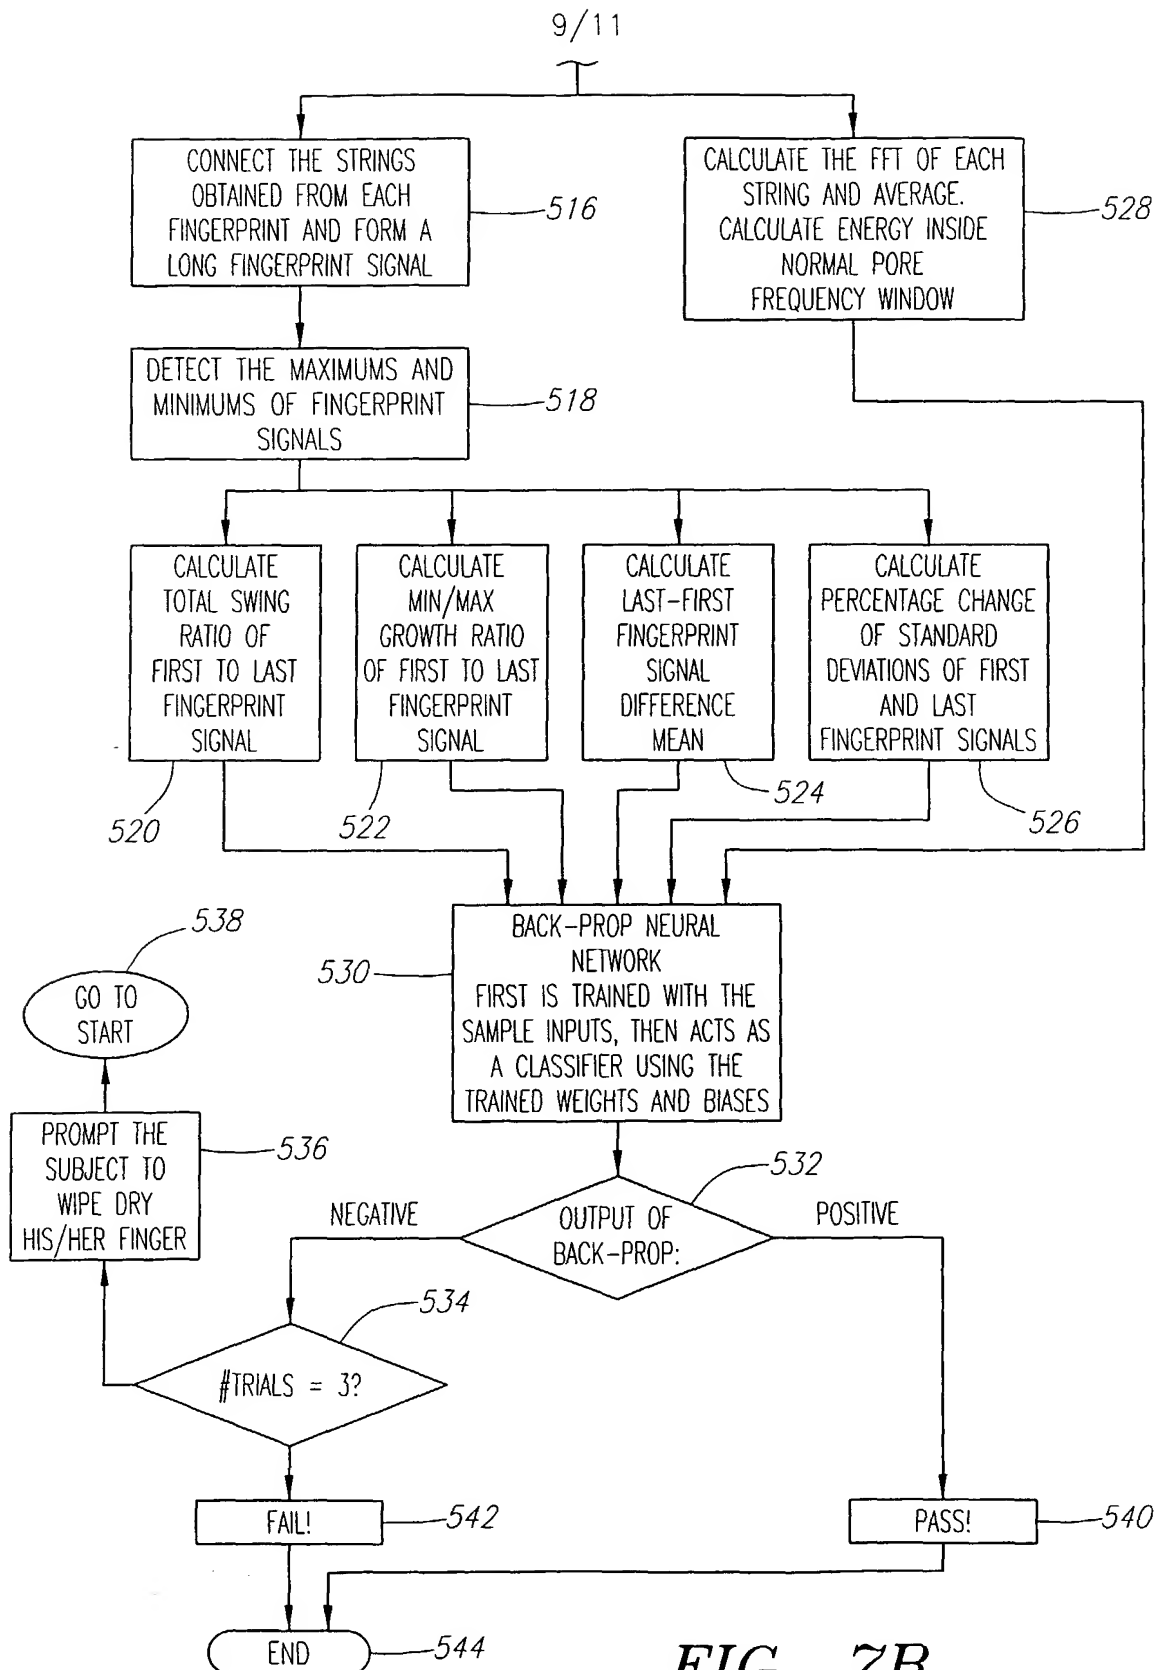 9/11
CONNECT THE STRINGS
OBTAINED FROM EACH
FINGERPRINT AND FORM A
LONG FINGERPRINT SIGNAL
516
CALCULATE THE FFT OF EACH
STRING AND AVERAGE.
CALCULATE ENERGY INSIDE
NORMAL PORE
FREQUENCY WINDOW
528
DETECT THE MAXIMUMS AND
MINIMUMS OF FINGERPRINT
SIGNALS
518
CALCULATE
TOTAL SWING
RATIO OF
FIRST TO LAST
FINGERPRINT
SIGNAL
520
CALCULATE
MIN/MAX
GROWTH RATIO
OF FIRST TO LAST
FINGERPRINT
SIGNAL
522
CALCULATE
LAST-FIRST
FINGERPRINT
SIGNAL
DIFFERENCE
MEAN
524
CALCULATE
PERCENTAGE CHANGE
OF STANDARD
DEVIATIONS OF FIRST
AND LAST
FINGERPRINT SIGNALS
526
BACK-PROP NEURAL
NETWORK
FIRST IS TRAINED WITH THE
SAMPLE INPUTS, THEN ACTS AS
A CLASSIFIER USING THE
TRAINED WEIGHTS AND BIASES
530
538
GO TO
START
PROMPT THE
SUBJECT TO
WIPE DRY
HIS/HER FINGER
536
532
OUTPUT OF
BACK-PROP:
NEGATIVE
POSITIVE
534
#TRIALS = 3?
FAIL!
542
PASS!
540
END
544
FIG. 7B